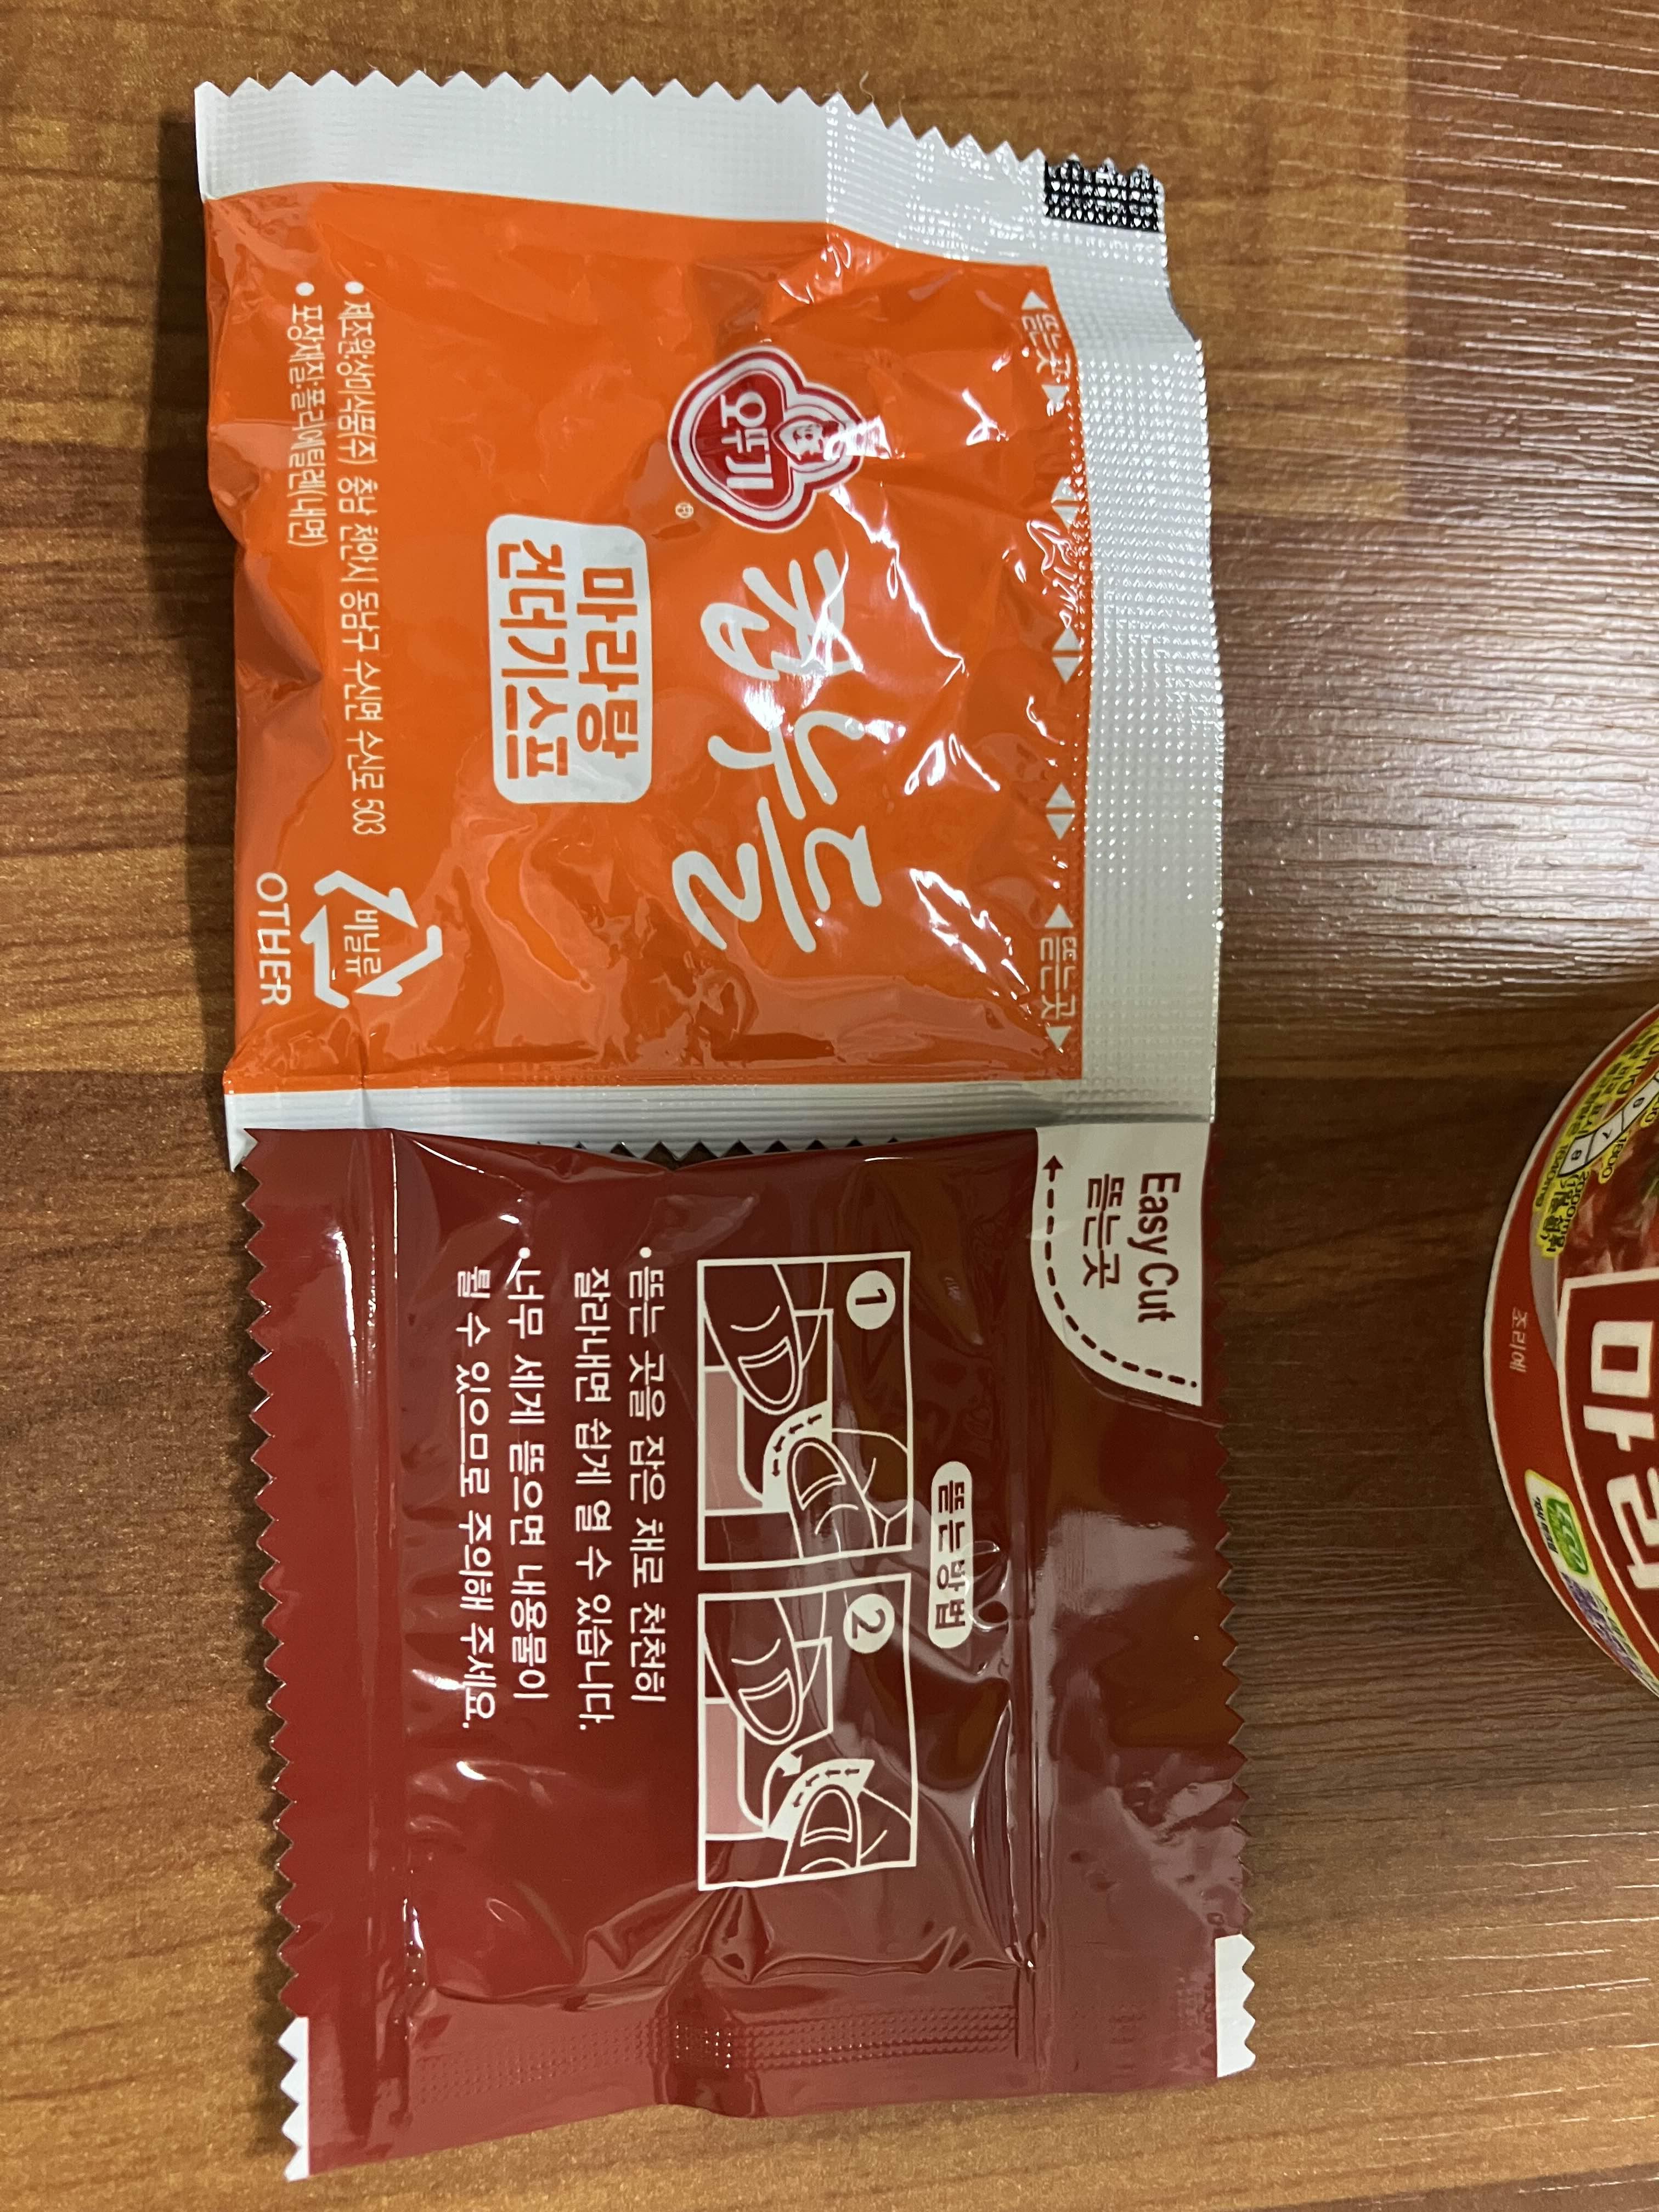 ◀뜯는곳▶
◀뜯는곳▶
오뚜기
컵누들
마라탕
건더기스프
• 제조원:상미식품(주) 충남 천안시 동남구 수신면 수신로 503
• 포장재질:폴리에틸렌(내면)
비닐류
OTHER
Easy Cut
뜯는곳
뜯는방법
1
2
• 뜯는 곳을 잡은 채로 천천히
잘라내면 쉽게 열 수 있습니다.
• 너무 세게 뜯으면 내용물이
튈 수 있으므로 주의해 주세요.
조리예
마라